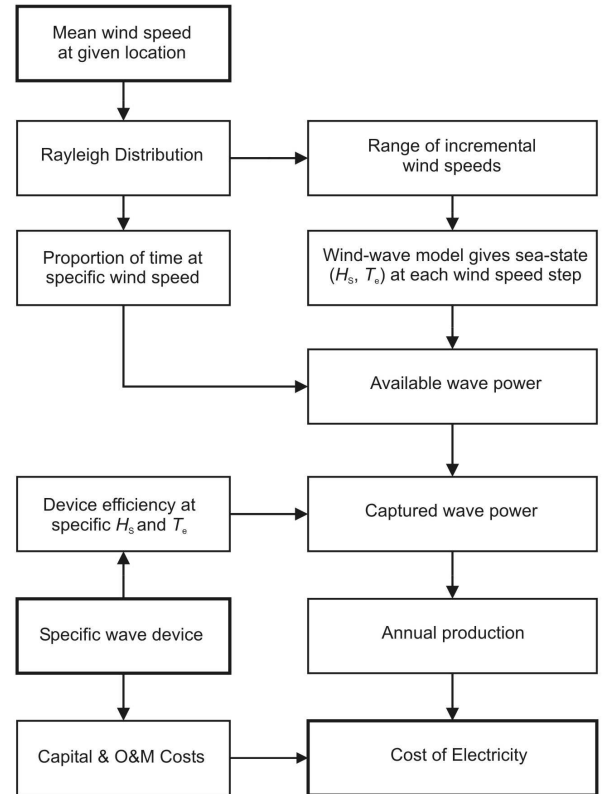 Mean wind speed
at given location
Rayleigh Distribution
Range of incremental
wind speeds
Proportion of time at
specific wind speed
Wind-wave model gives sea-state
(Hs, Te) at each wind speed step
Available wave power
Device efficiency at
specific Hs and Te
Captured wave power
Specific wave device
Annual production
Capital & O&M Costs
Cost of Electricity